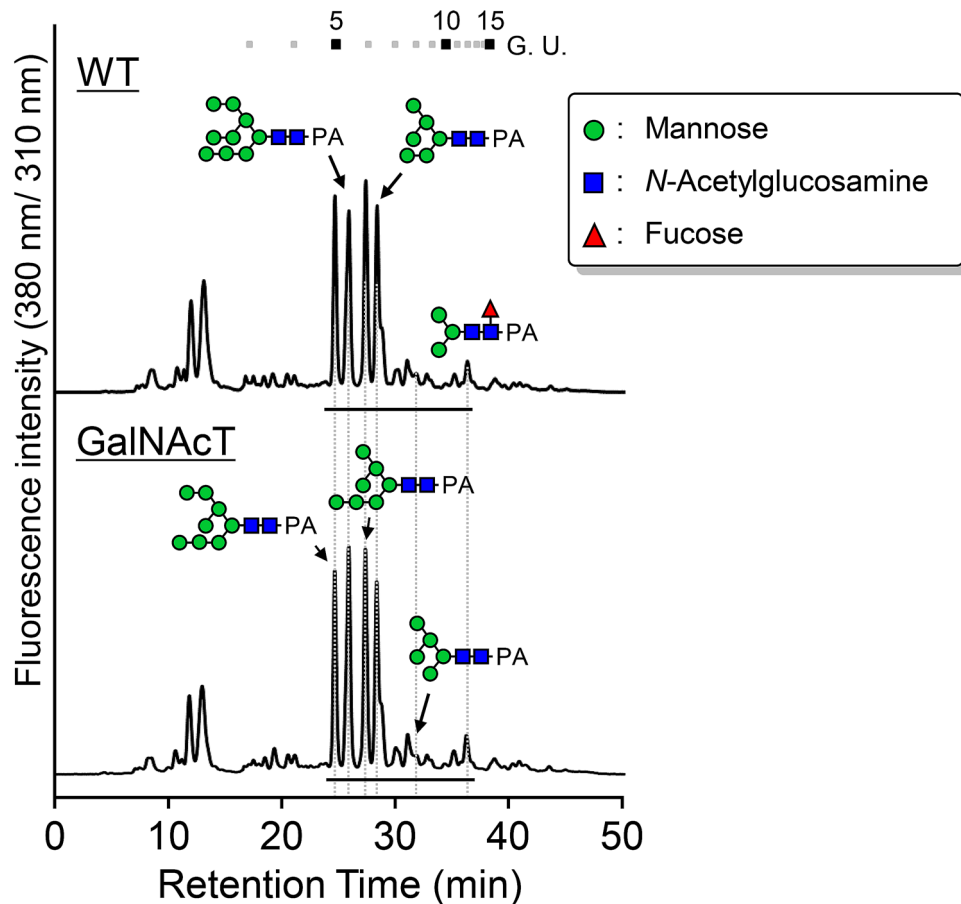 5 10 15
G. U.
WT
PA
PA
: Mannose
: N-Acetylglucosamine
: Fucose
PA
GalNAcT
PA
PA
PA
Fluorescence intensity (380 nm/ 310 nm)
0 10 20 30 40 50
Retention Time (min)